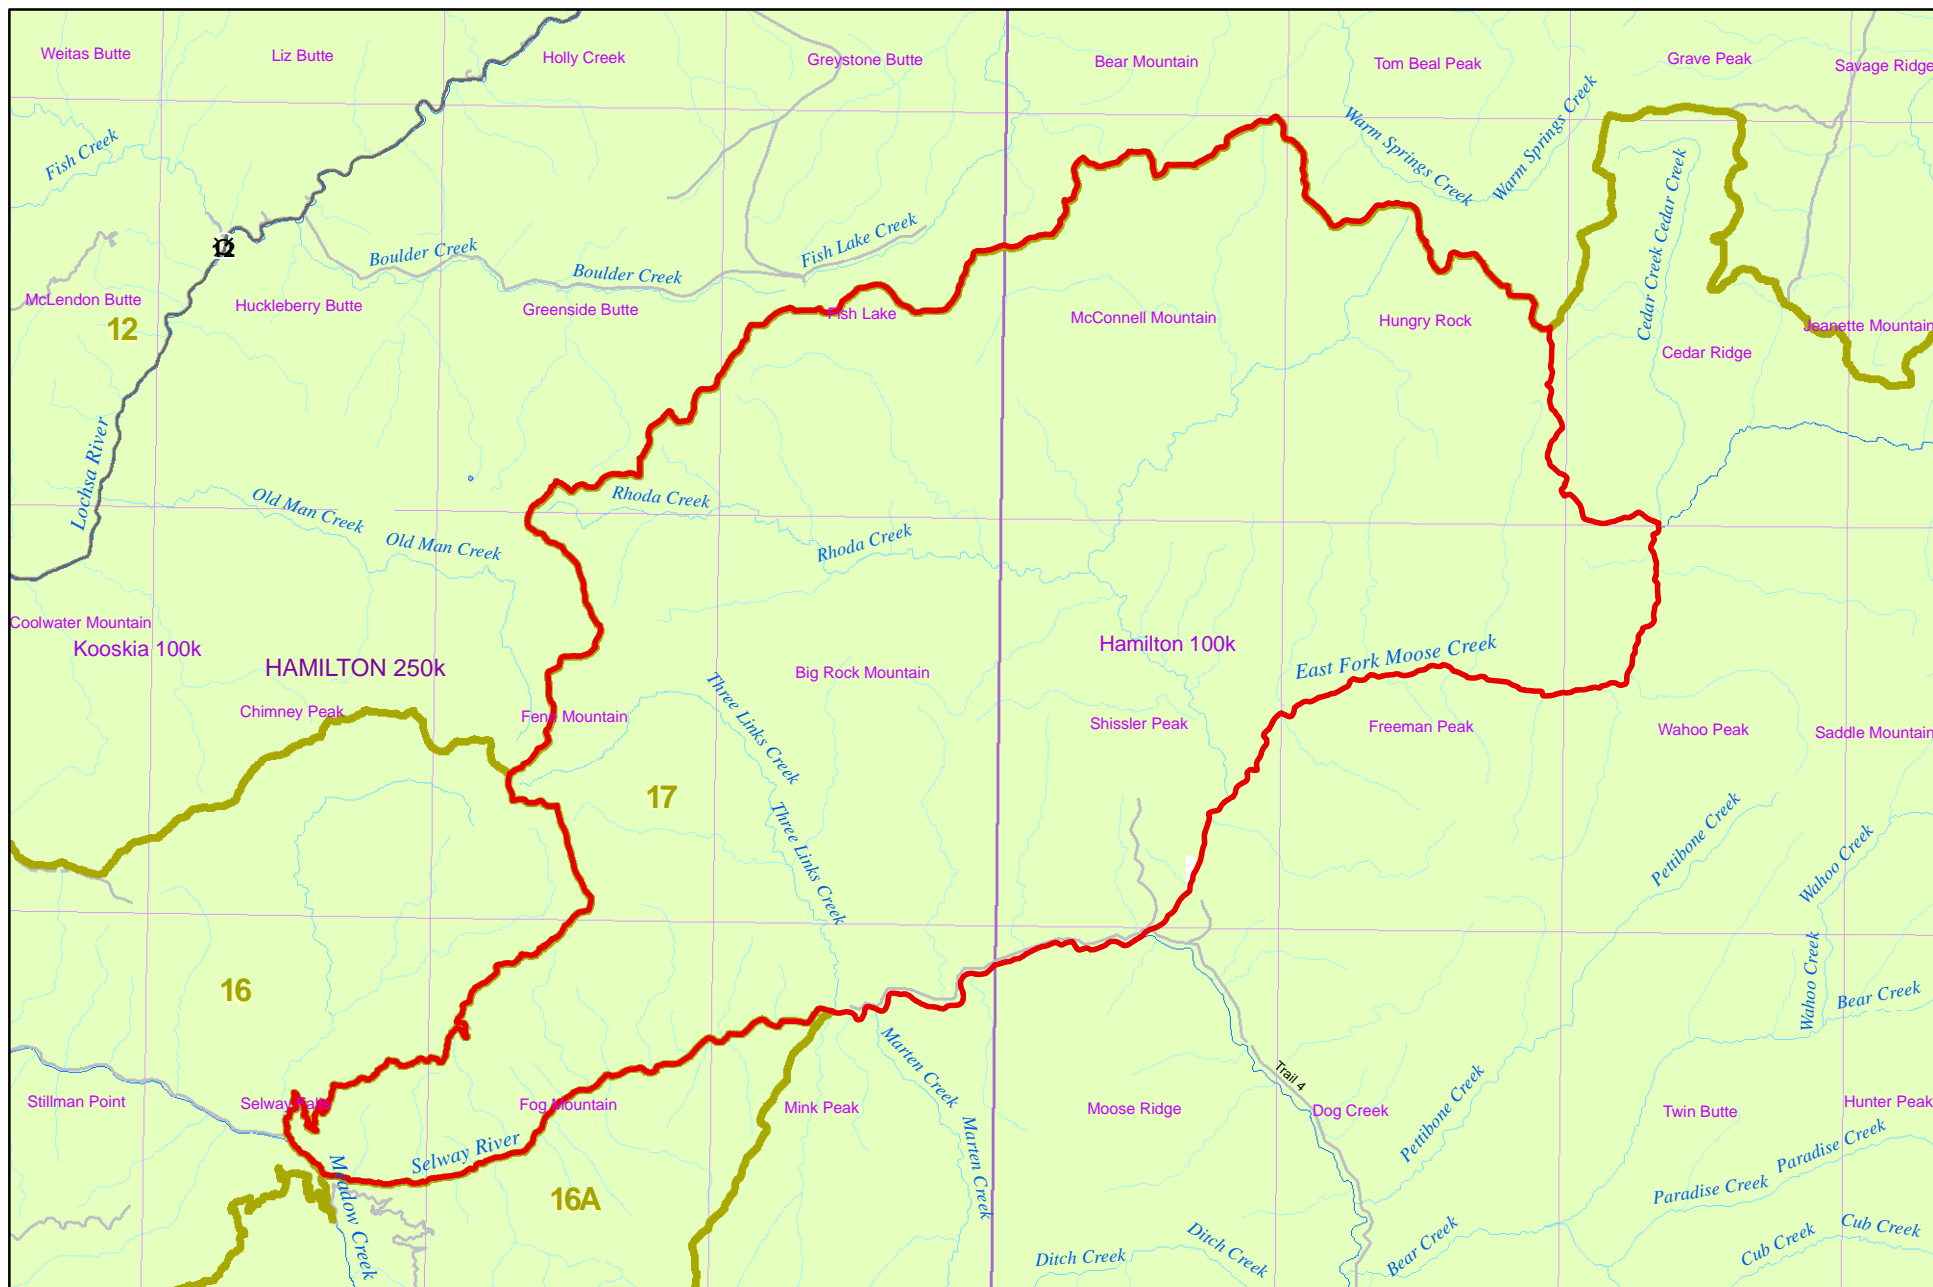 Weitas Butte
Liz Butte
Holly Creek
Greystone Butte
Bear Mountain
Tom Beal Peak
Grave Peak
Savage Ridge
Fish Creek
Warm Springs Creek
Warm Springs Creek
Cedar Creek
Cedar Creek
12
Boulder Creek
Boulder Creek
Fish Lake Creek
McLendon Butte
12
Huckleberry Butte
Greenside Butte
Fish Lake
McConnell Mountain
Hungry Rock
Cedar Ridge
Jeanette Mountain
Lochsa River
Old Man Creek
Old Man Creek
Rhoda Creek
Rhoda Creek
Coolwater Mountain
Kooskia 100k
HAMILTON 250k
Hamilton 100k
East Fork Moose Creek
Chimney Peak
Fenn Mountain
Big Rock Mountain
Three Links Creek
Three Links Creek
Shissler Peak
Freeman Peak
Wahoo Peak
Saddle Mountain
17
Pettibone Creek
Wahoo Creek
Wahoo Creek
Bear Creek
16
Marten Creek
Marten Creek
Trail 4
Stillman Point
Selway Falls
Fog Mountain
Mink Peak
Moose Ridge
Dog Creek
Twin Butte
Hunter Peak
Selway River
Meadow Creek
16A
Pettibone Creek
Paradise Creek
Paradise Creek
Ditch Creek
Ditch Creek
Bear Creek
Cub Creek
Cub Creek